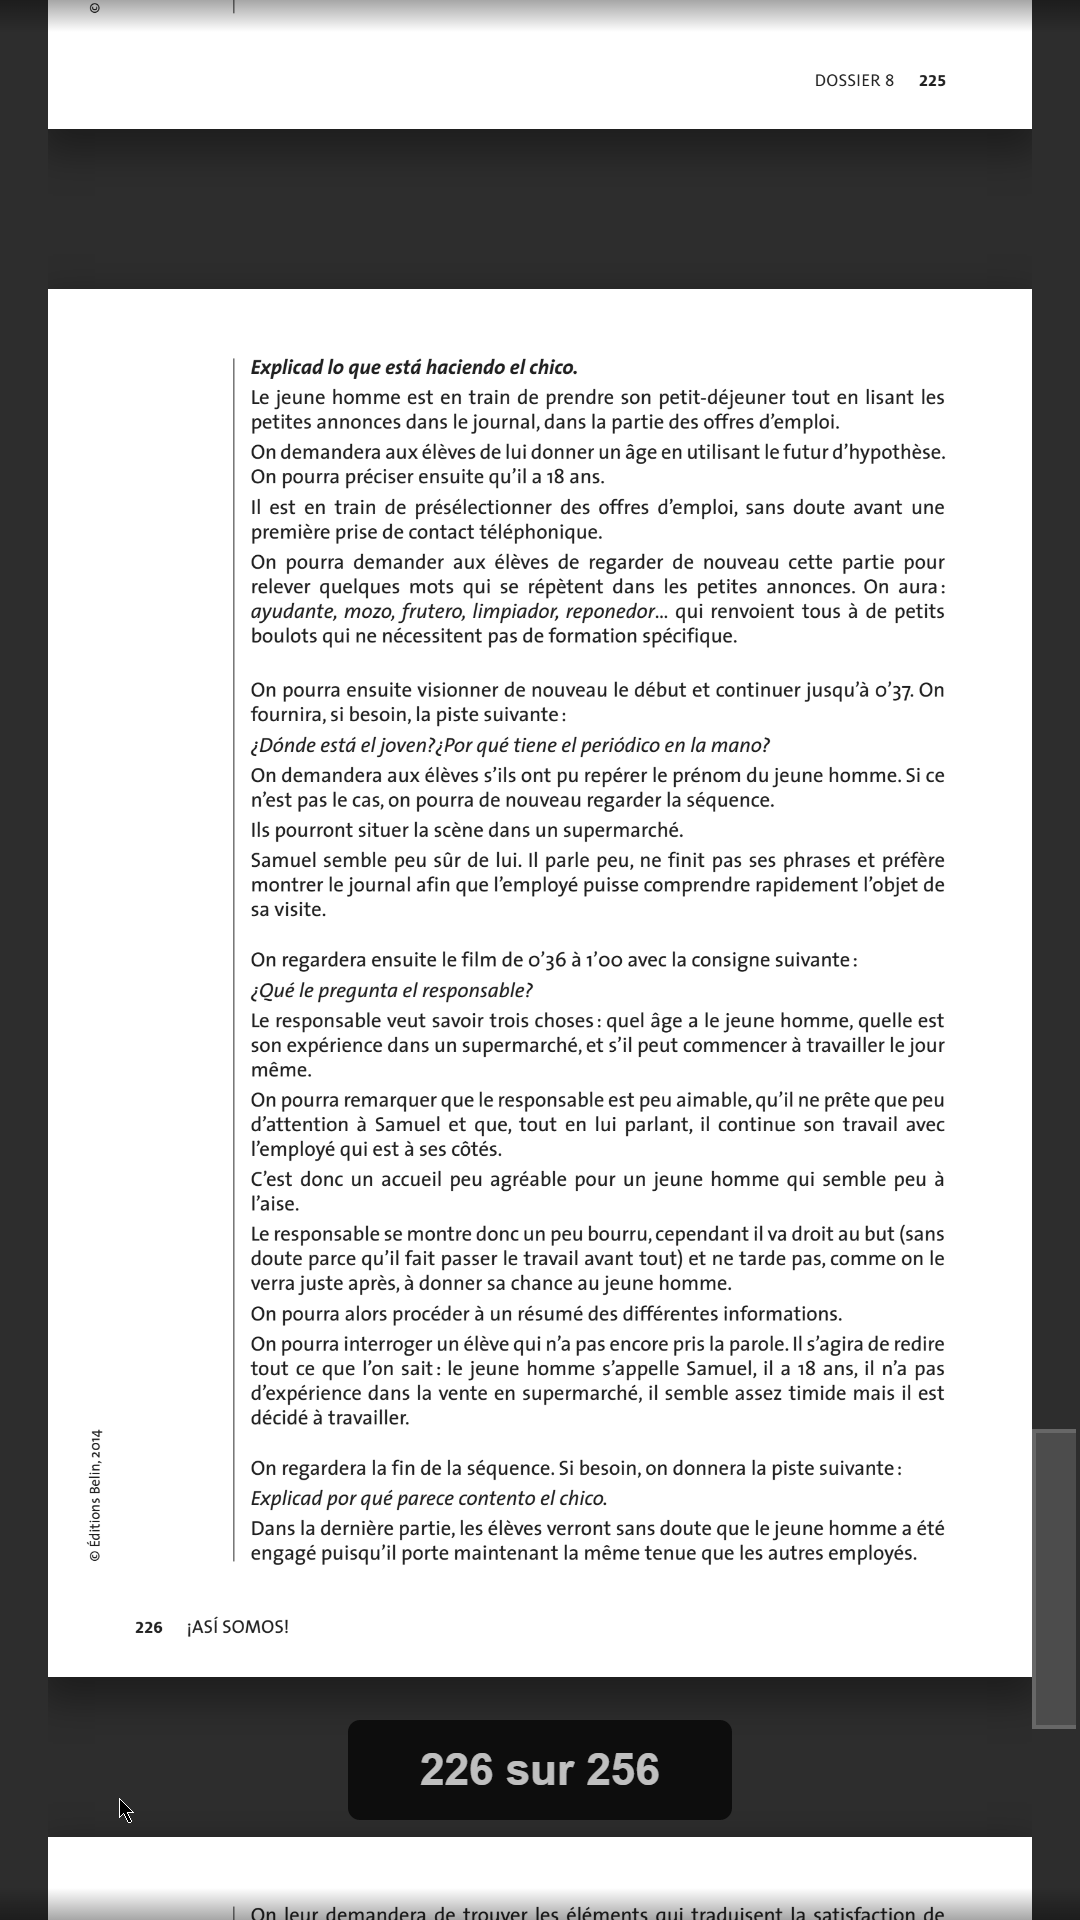 ©
DOSSIER 8 225
Explicad lo que está haciendo el chico.
Le jeune homme est en train de prendre son petit-déjeuner tout en lisant les
petites annonces dans le journal, dans la partie des offres d’emploi.
On demandera aux élèves de lui donner un âge en utilisant le futur d’hypothèse.
On pourra préciser ensuite qu’il a 18 ans.
Il est en train de présélectionner des offres d’emploi, sans doute avant une
première prise de contact téléphonique.
On pourra demander aux élèves de regarder de nouveau cette partie pour
relever quelques mots qui se répètent dans les petites annonces. On aura :
ayudante, mozo, frutero, limpiador, reponedor... qui renvoient tous à de petits
boulots qui ne nécessitent pas de formation spécifique.
On pourra ensuite visionner de nouveau le début et continuer jusqu’à 0’37. On
fournira, si besoin, la piste suivante :
¿Dónde está el joven?¿Por qué tiene el periódico en la mano?
On demandera aux élèves s’ils ont pu repérer le prénom du jeune homme. Si ce
n’est pas le cas, on pourra de nouveau regarder la séquence.
Ils pourront situer la scène dans un supermarché.
Samuel semble peu sûr de lui. Il parle peu, ne finit pas ses phrases et préfère
montrer le journal afin que l’employé puisse comprendre rapidement l’objet de
sa visite.
On regardera ensuite le film de 0’36 à 1’00 avec la consigne suivante :
¿Qué le pregunta el responsable?
Le responsable veut savoir trois choses : quel âge a le jeune homme, quelle est
son expérience dans un supermarché, et s’il peut commencer à travailler le jour
même.
On pourra remarquer que le responsable est peu aimable, qu’il ne prête que peu
d’attention à Samuel et que, tout en lui parlant, il continue son travail avec
l’employé qui est à ses côtés.
C’est donc un accueil peu agréable pour un jeune homme qui semble peu à
l’aise.
Le responsable se montre donc un peu bourru, cependant il va droit au but (sans
doute parce qu’il fait passer le travail avant tout) et ne tarde pas, comme on le
verra juste après, à donner sa chance au jeune homme.
On pourra alors procéder à un résumé des différentes informations.
On pourra interroger un élève qui n’a pas encore pris la parole. Il s’agira de redire
tout ce que l’on sait : le jeune homme s’appelle Samuel, il a 18 ans, il n’a pas
d’expérience dans la vente en supermarché, il semble assez timide mais il est
décidé à travailler.
On regardera la fin de la séquence. Si besoin, on donnera la piste suivante :
Explicad por qué parece contento el chico.
Dans la dernière partie, les élèves verront sans doute que le jeune homme a été
engagé puisqu’il porte maintenant la même tenue que les autres employés.
© Éditions Belin, 2014
226 ¡ASÍ SOMOS!
226 sur 256
On leur demandera de trouver les éléments qui traduisent la satisfaction de